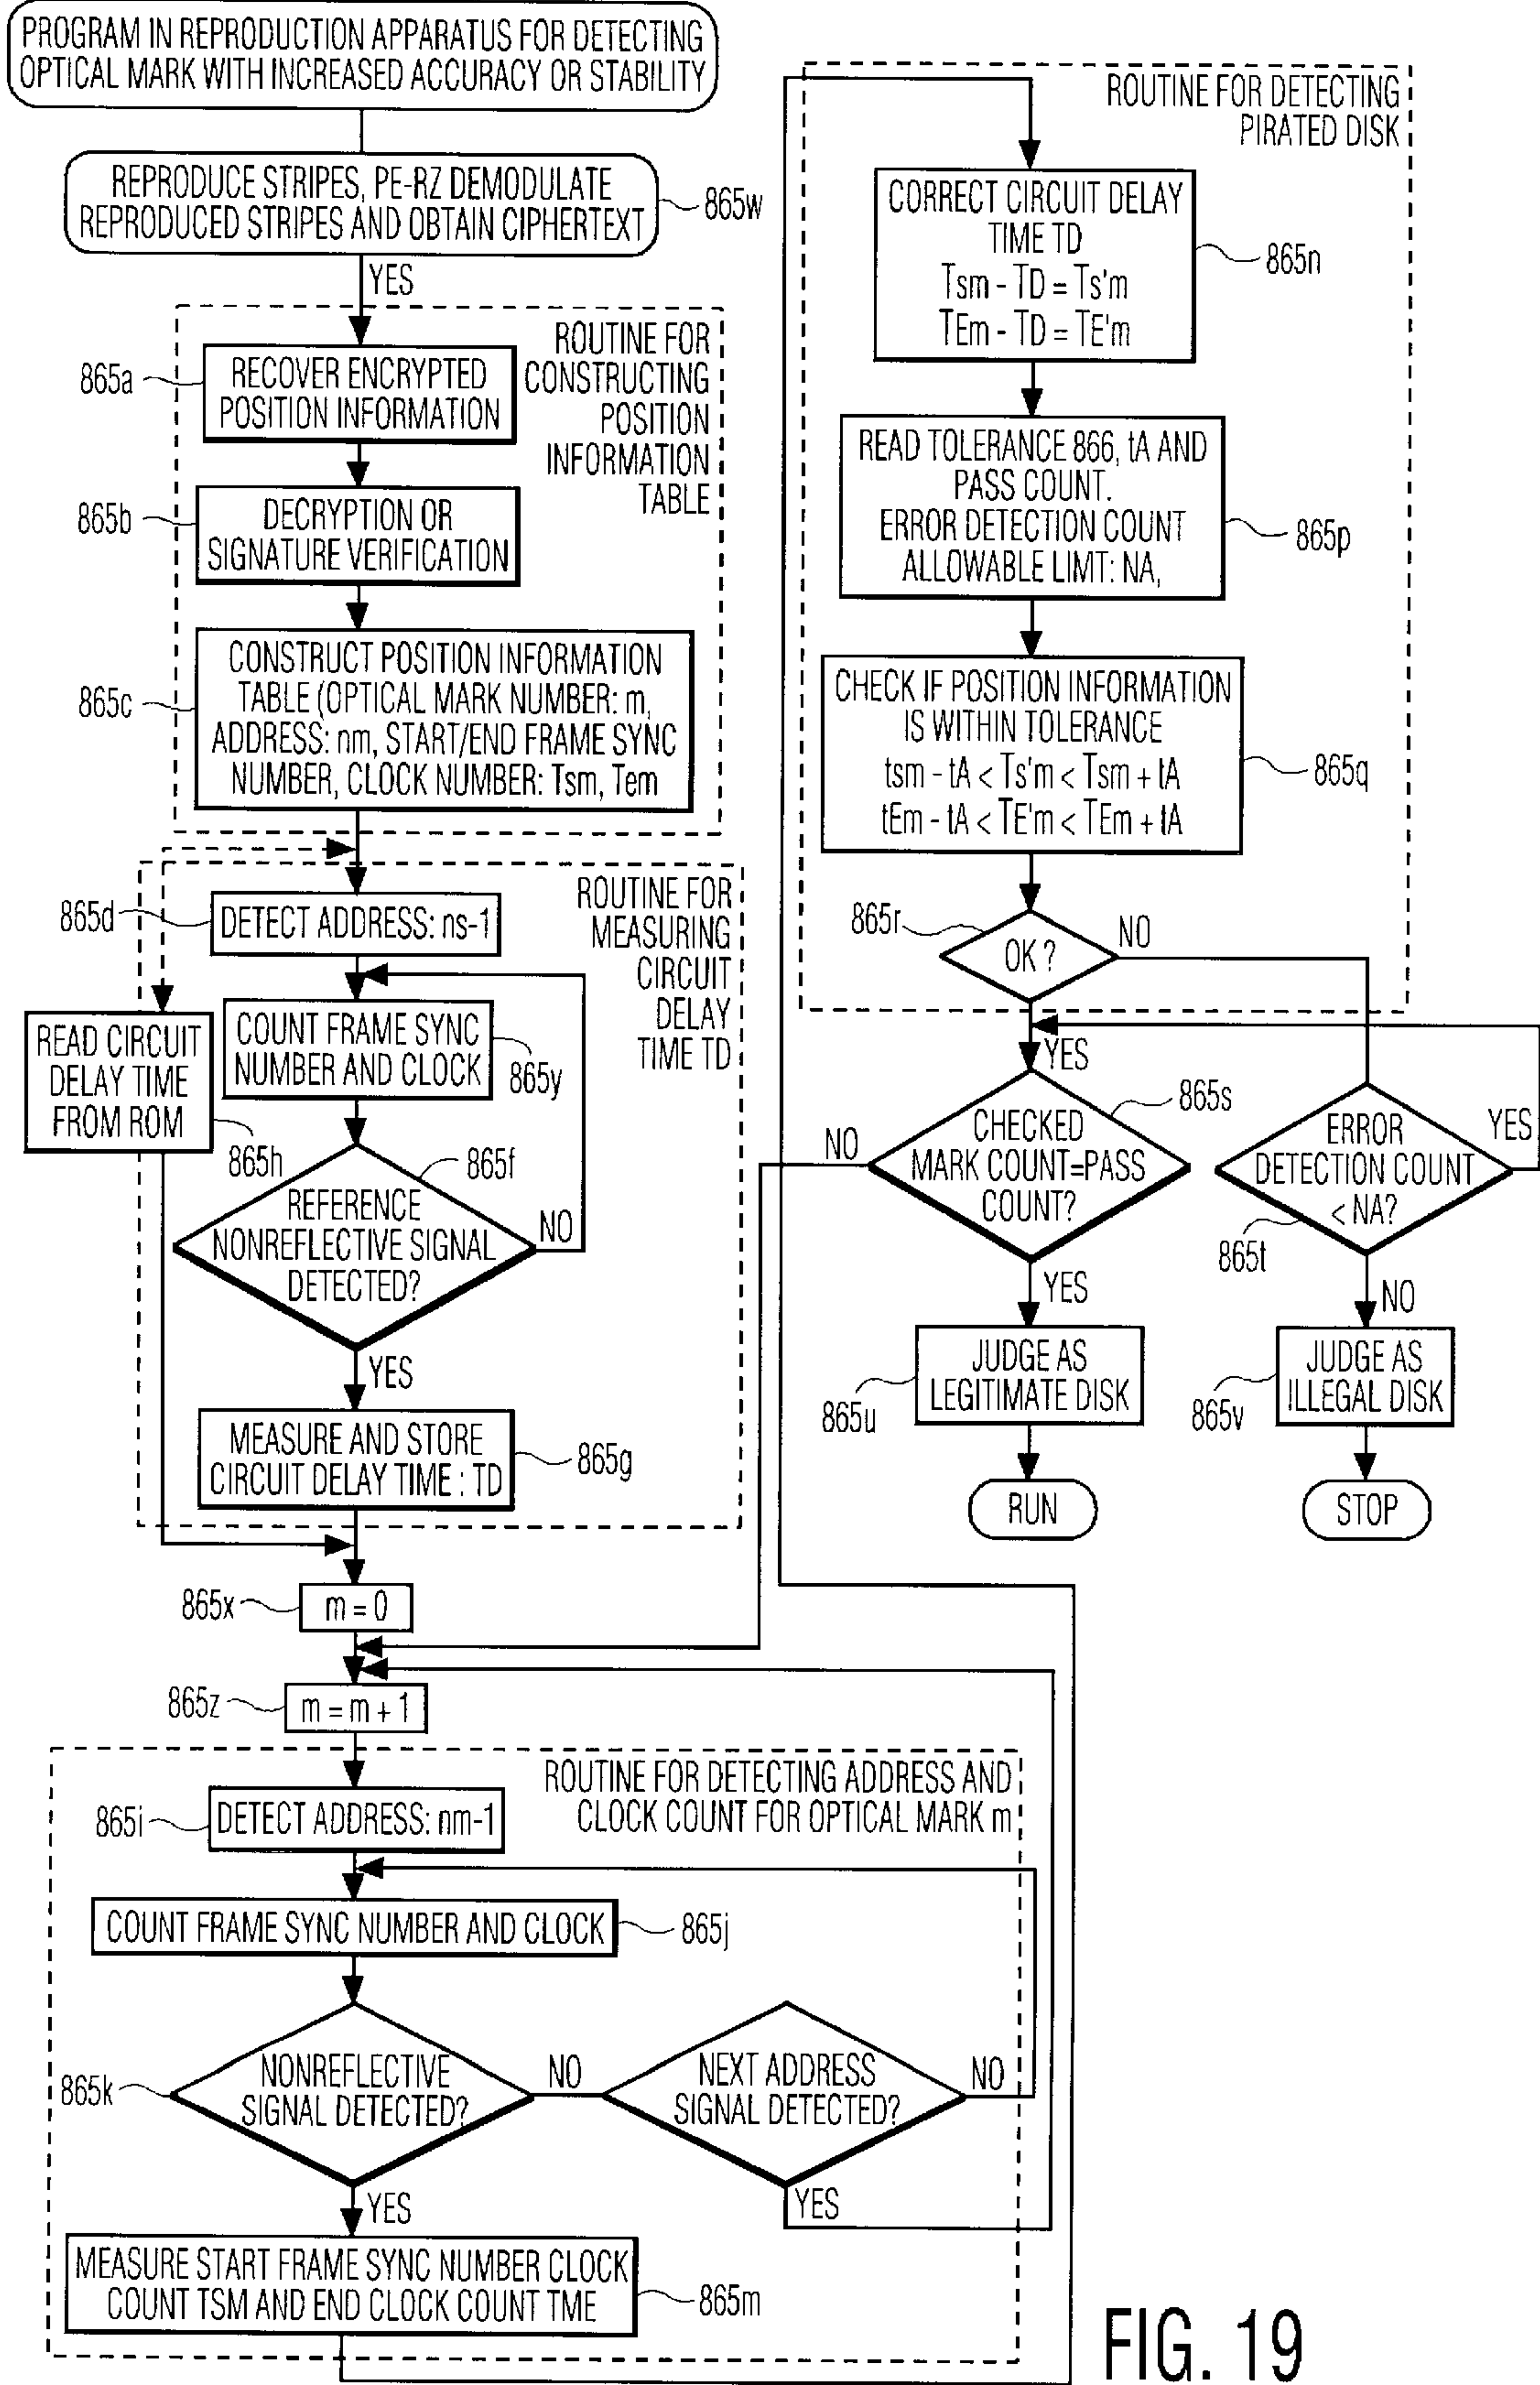 PROGRAM IN REPRODUCTION APPARATUS FOR DETECTING
OPTICAL MARK WITH INCREASED ACCURACY OR STABILITY
REPRODUCE STRIPES, PE-RZ DEMODULATE
REPRODUCED STRIPES AND OBTAIN CIPHERTEXT
865w
YES
ROUTINE FOR
CONSTRUCTING
POSITION
INFORMATION
TABLE
865a
RECOVER ENCRYPTED
POSITION INFORMATION
865b
DECRYPTION OR
SIGNATURE VERIFICATION
865c
CONSTRUCT POSITION INFORMATION
TABLE (OPTICAL MARK NUMBER: m,
ADDRESS: nm, START/END FRAME SYNC
NUMBER, CLOCK NUMBER: Tsm, Tem
ROUTINE FOR
MEASURING
CIRCUIT
DELAY
TIME TD
865d
DETECT ADDRESS: ns-1
COUNT FRAME SYNC
NUMBER AND CLOCK
865y
READ CIRCUIT
DELAY TIME
FROM ROM
865h
865f
REFERENCE
NONREFLECTIVE SIGNAL
DETECTED?
NO
YES
MEASURE AND STORE
CIRCUIT DELAY TIME : TD
865g
865x
m = 0
865z
m = m + 1
ROUTINE FOR DETECTING ADDRESS AND
CLOCK COUNT FOR OPTICAL MARK m
865i
DETECT ADDRESS: nm-1
COUNT FRAME SYNC NUMBER AND CLOCK
865j
865k
NONREFLECTIVE
SIGNAL DETECTED?
NO
NEXT ADDRESS
SIGNAL DETECTED?
NO
YES
YES
MEASURE START FRAME SYNC NUMBER CLOCK
COUNT TSM AND END CLOCK COUNT TME
865m
ROUTINE FOR DETECTING
PIRATED DISK
CORRECT CIRCUIT DELAY
TIME TD
Tsm - TD = Ts'm
TEm - TD = TE'm
865n
READ TOLERANCE 866, tA AND
PASS COUNT.
ERROR DETECTION COUNT
ALLOWABLE LIMT: NA,
865p
CHECK IF POSITION INFORMATION
IS WITHIN TOLERANCE
tsm - tA < Ts'm < Tsm + tA
tEm - tA < TE'm < TEm + tA
865q
865r
OK ?
NO
YES
865s
CHECKED
MARK COUNT=PASS
COUNT?
NO
YES
ERROR
DETECTION COUNT
< NA?
YES
865t
NO
JUDGE AS
LEGITIMATE DISK
865u
JUDGE AS
ILLEGAL DISK
865v
RUN
STOP
FIG. 19